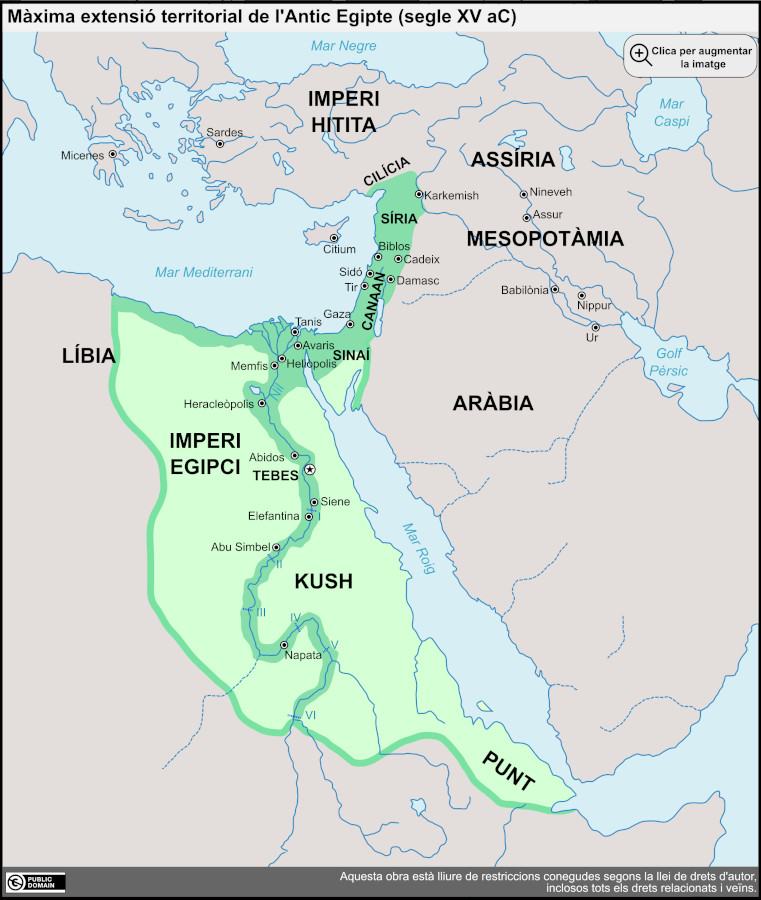 Màxima extensió territorial de l'Antic Egipte (segle XV aC)
Mar Negre
Clica per augmentar
la imatge
IMPERI
HITITA
Mar
Caspi
Sardes
Micenes
ASSÍRIA
CILÍCIA
Karkemish
Nineveh
SÍRIA
Assur
MESOPOTÀMIA
Citium
Biblos
Cadeix
Mar Mediterrani
Sidó
Damasc
Tir
Babilònia
CANAAN
Nippur
Gaza
Tanis
Ur
Avaris
SINAÍ
LÍBIA
Heliòpolis
Memfis
Golf
Pèrsic
Nil
Heracleòpolis
ARÀBIA
IMPERI
EGIPCI
Abidos
TEBES
Siene
Elefantina
I
Mar Roig
Abu Simbel
II
KUSH
III
IV
V
Napata
VI
PUNT
PUBLIC
DOMAIN
Aquesta obra està lliure de restriccions conegudes segons la llei de drets d'autor,
inclosos tots els drets relacionats i veïns.